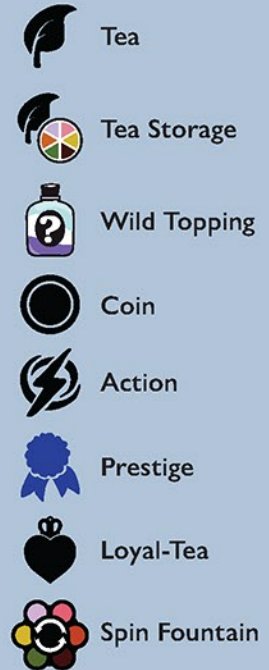 Tea
Tea Storage
?
Wild Topping
Coin
Action
Prestige
Loyal-Tea
Spin Fountain